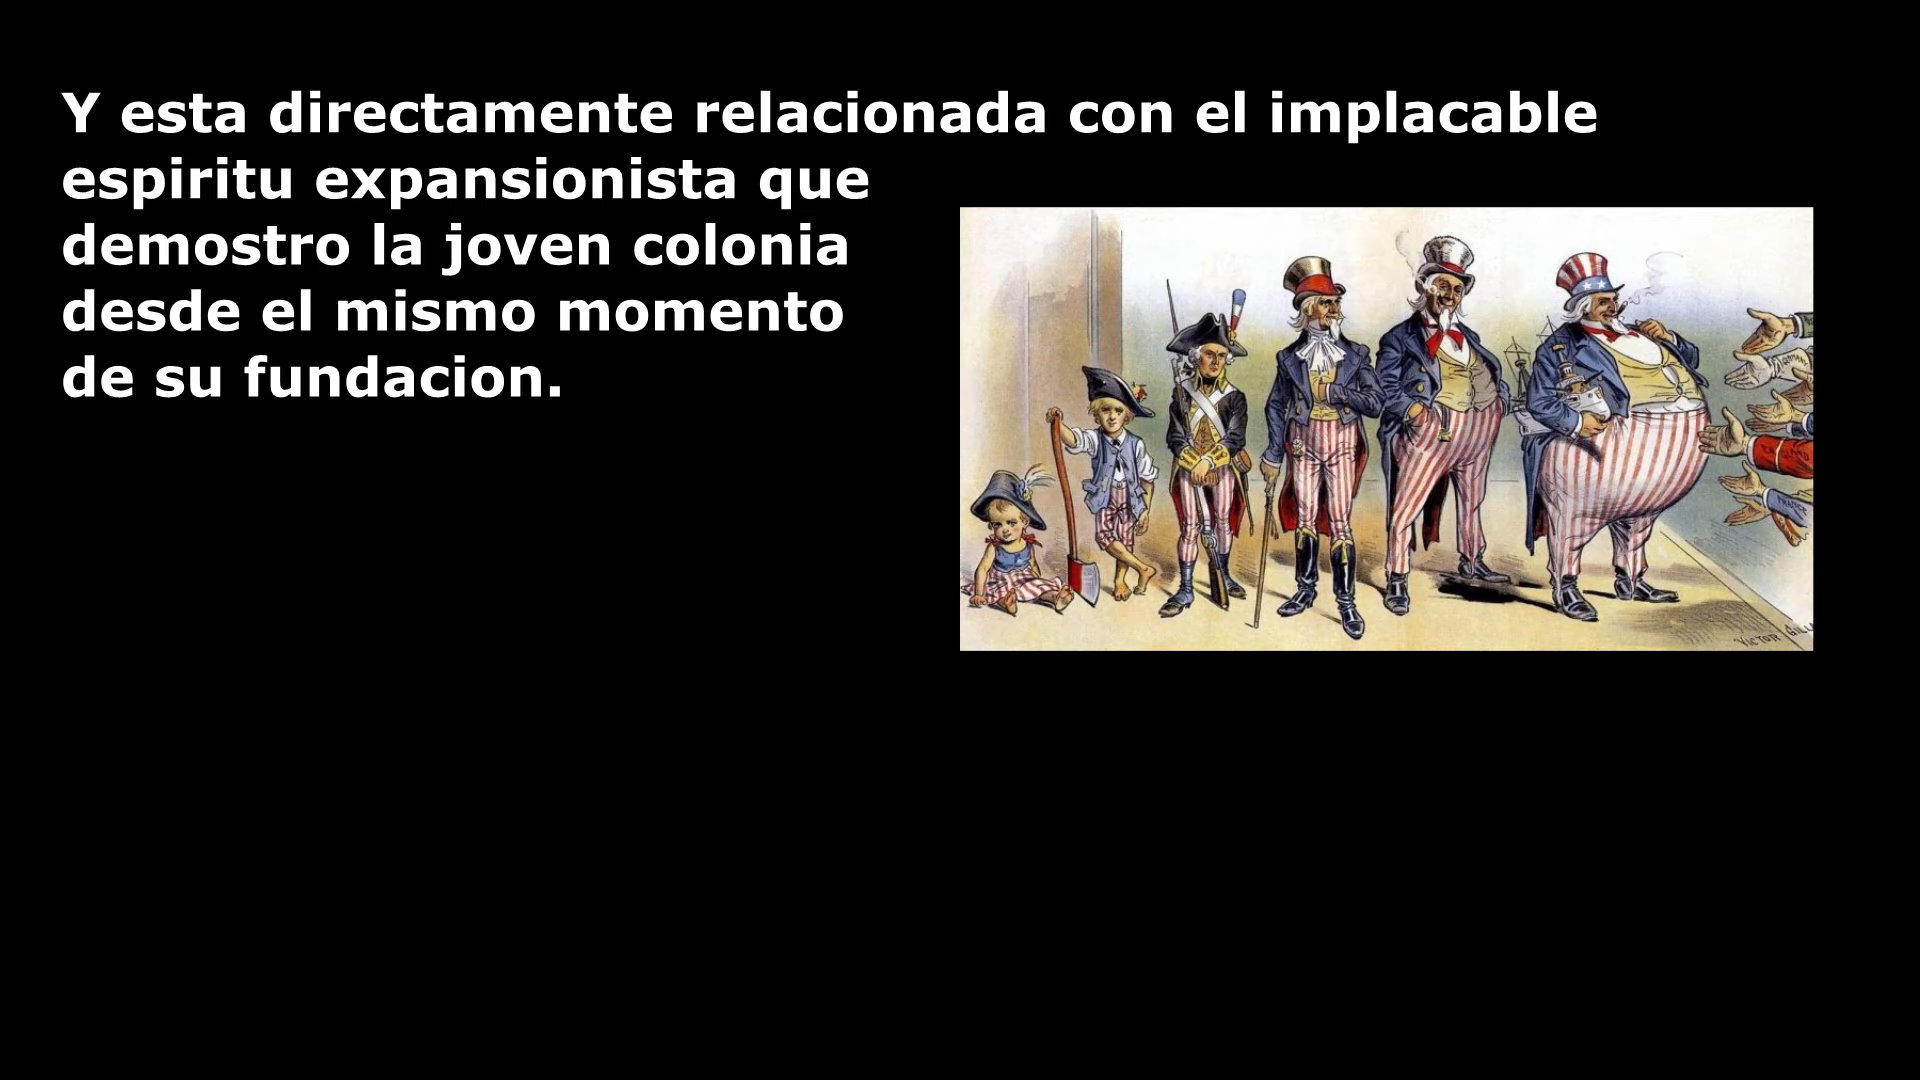 Y esta directamente relacionada con el implacable
espiritu expansionista que
demostro la joven colonia
desde el mismo momento
de su fundacion.
VICTOR